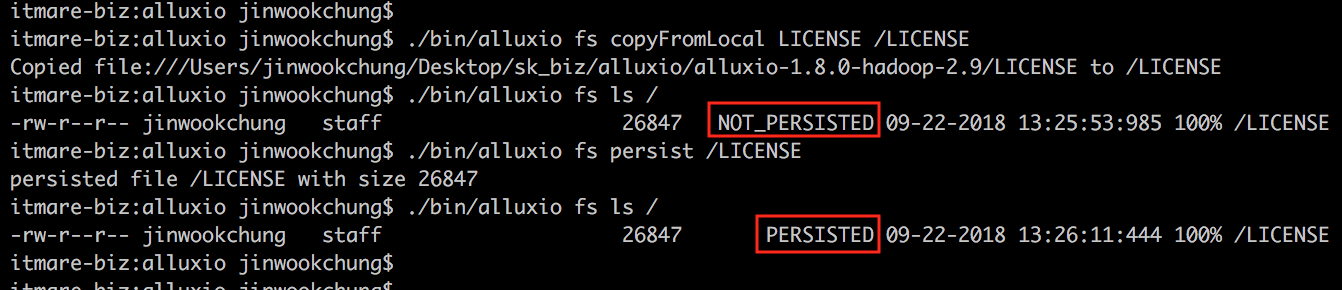 itmare-biz:alluxio jinwookchung$
itmare-biz:alluxio jinwookchung$ ./bin/alluxio fs copyFromLocal LICENSE /LICENSE
Copied file:///Users/jinwookchung/Desktop/sk_biz/alluxio/alluxio-1.8.0-hadoop-2.9/LICENSE to /LICENSE
itmare-biz:alluxio jinwookchung$ ./bin/alluxio fs ls /
-rw-r--r-- jinwookchung   staff                    26847   NOT_PERSISTED 09-22-2018 13:25:53:985 100% /LICENSE
itmare-biz:alluxio jinwookchung$ ./bin/alluxio fs persist /LICENSE
persisted file /LICENSE with size 26847
itmare-biz:alluxio jinwookchung$ ./bin/alluxio fs ls /
-rw-r--r-- jinwookchung   staff                    26847       PERSISTED 09-22-2018 13:26:11:444 100% /LICENSE
itmare-biz:alluxio jinwookchung$
itmare-biz:alluxio jinwookchung$